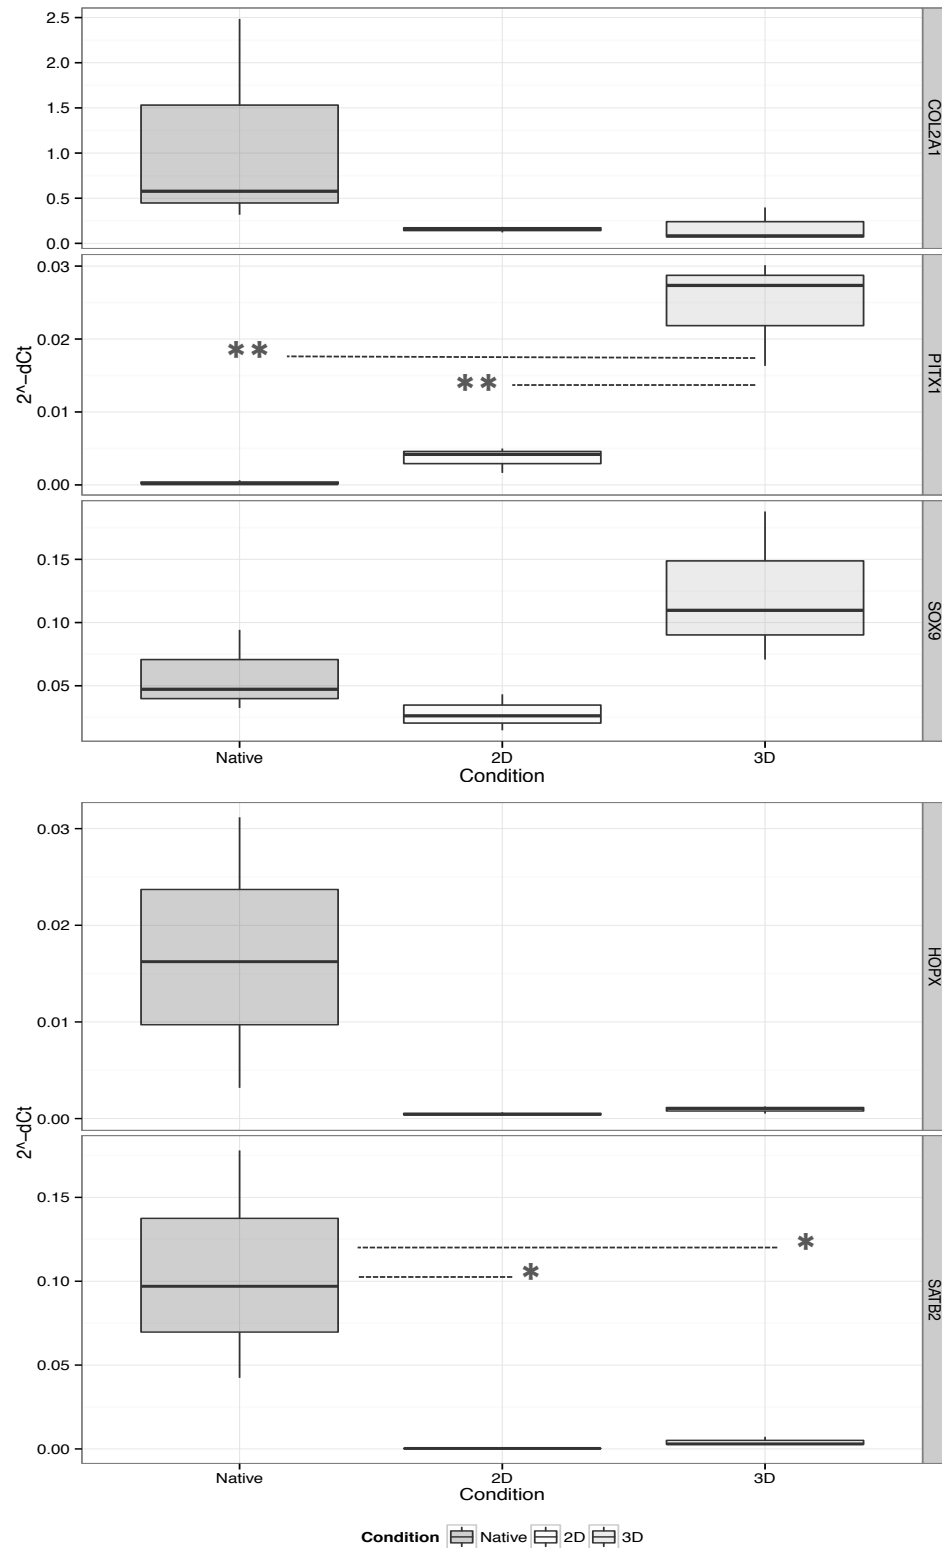 2.5
2.0
1.5
1.0
0.5
0.0
COL2A1
0.03
0.02
0.01
0.00
**
**
PITX1
2^-dCt
0.15
0.10
0.05
SOX9
Native 2D 3D
Condition
0.03
0.02
0.01
0.00
HOPX
2^-dCt
0.15
0.10
0.05
0.00
*
*
SATB2
Native 2D 3D
Condition
Condition Native 2D 3D